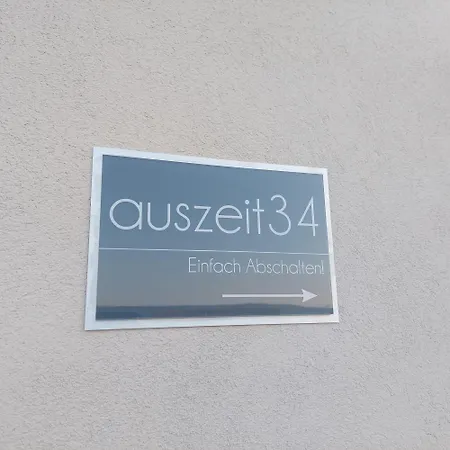 auszeit34
Einfach Abschalten!